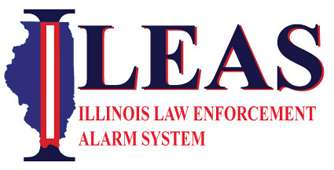 ILEAS
ILLINOIS LAW ENFORCEMENT
ALARM SYSTEM